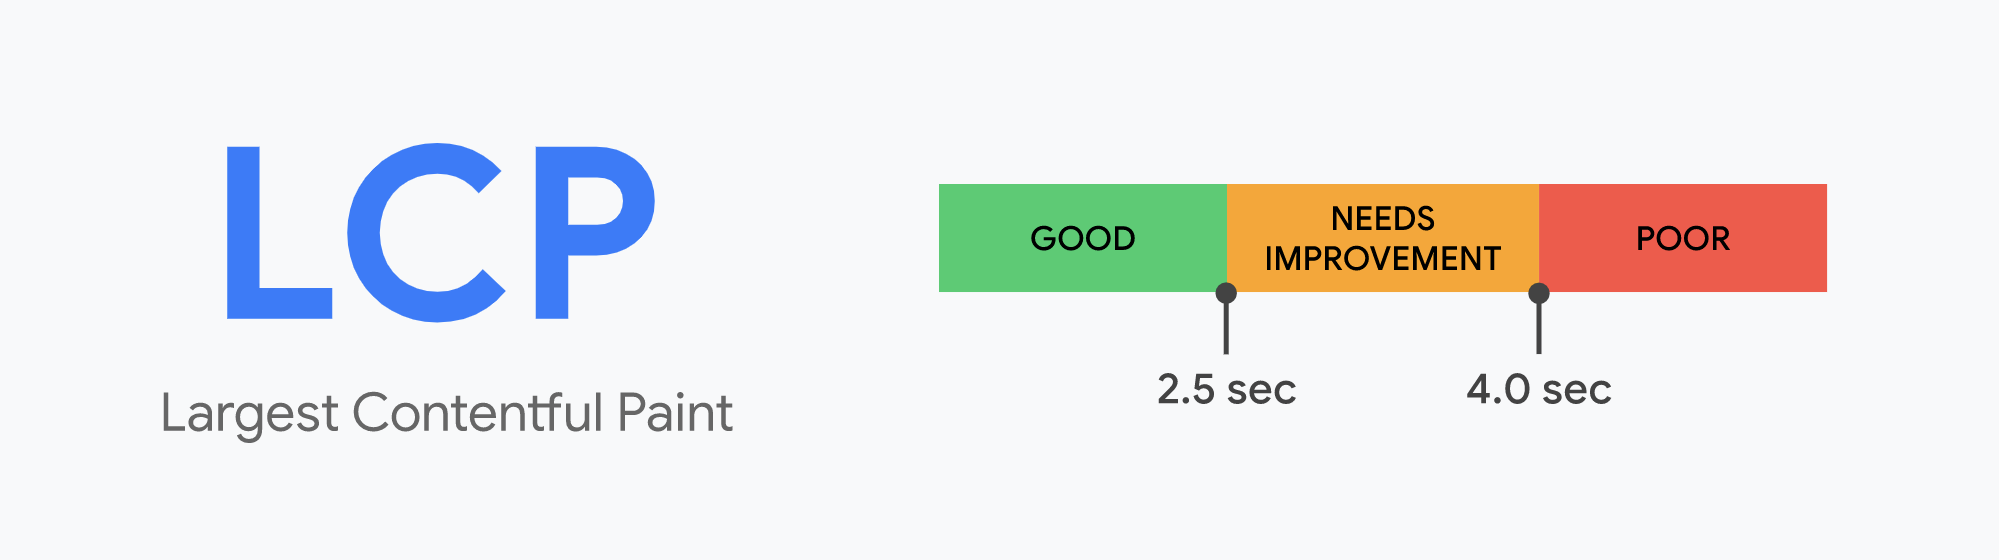 LCP
Largest Contentful Paint
GOOD
NEEDS
IMPROVEMENT
POOR
2.5 sec
4.0 sec